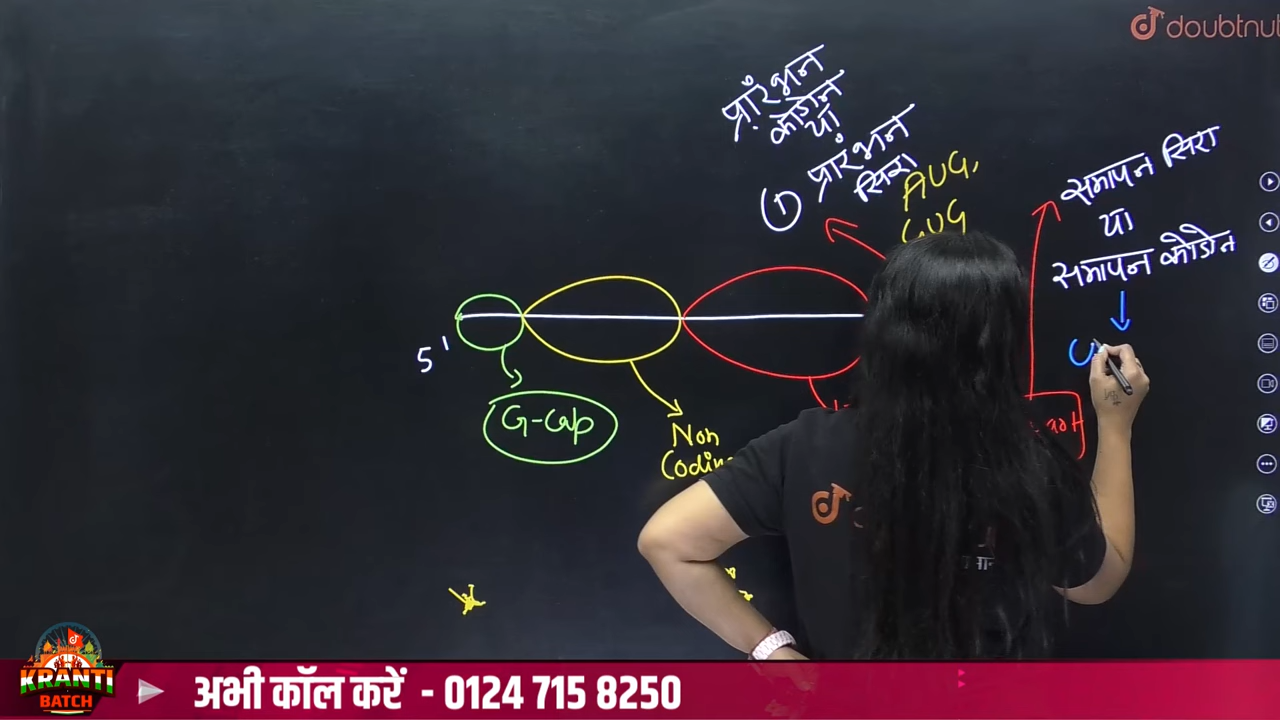 doubtnut
प्रारंभन
कोडोन
या
① प्रारंभन
सिरा
AUG,
GUG
समापन सिरा
या
समापन कोडोन
U
5'
G-Cap
Non
Coding
KRANTI
BATCH
अभी कॉल करें - 0124 715 8250